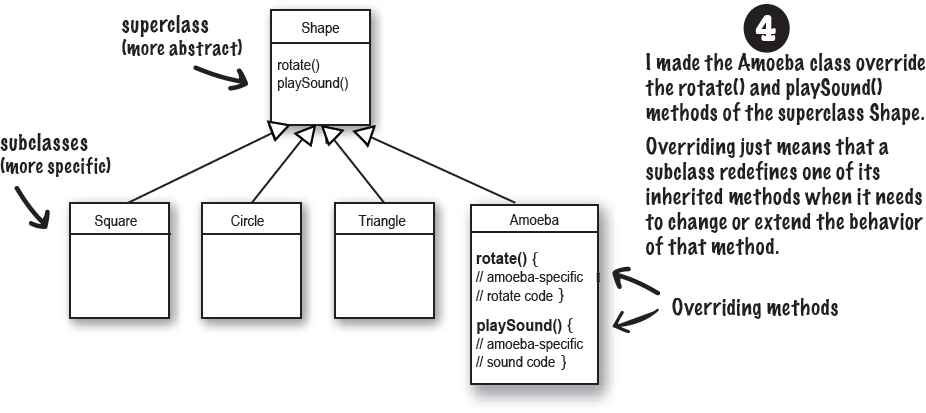 superclass
(more abstract)
Shape
rotate()
playSound()
4
I made the Amoeba class override
the rotate() and playSound()
methods of the superclass Shape.
Overriding just means that a
subclass redefines one of its
inherited methods when it needs
to change or extend the behavior
of that method.
subclasses
(more specific)
Square
Circle
Triangle
Amoeba
rotate() {
// amoeba-specific
// rotate code }
playSound() {
// amoeba-specific
// sound code }
Overriding methods